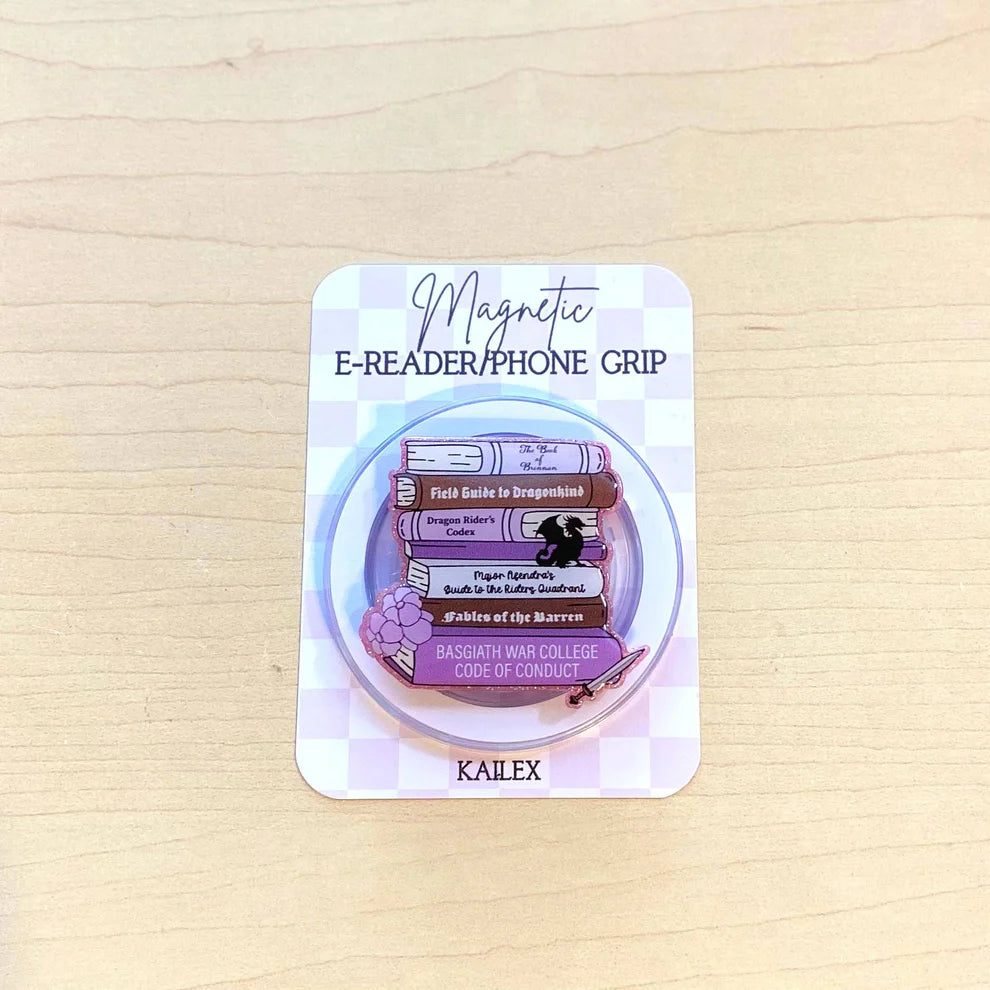 Magnetic
E-READER/PHONE GRIP
The Book
of
Brennan
Field Guide to Dragonkind
Dragon Rider's
Codex
Major Afendra's
Guide to the Riders Quadrant
Fables of the Barren
BASGIATH WAR COLLEGE
CODE OF CONDUCT
KAILEX